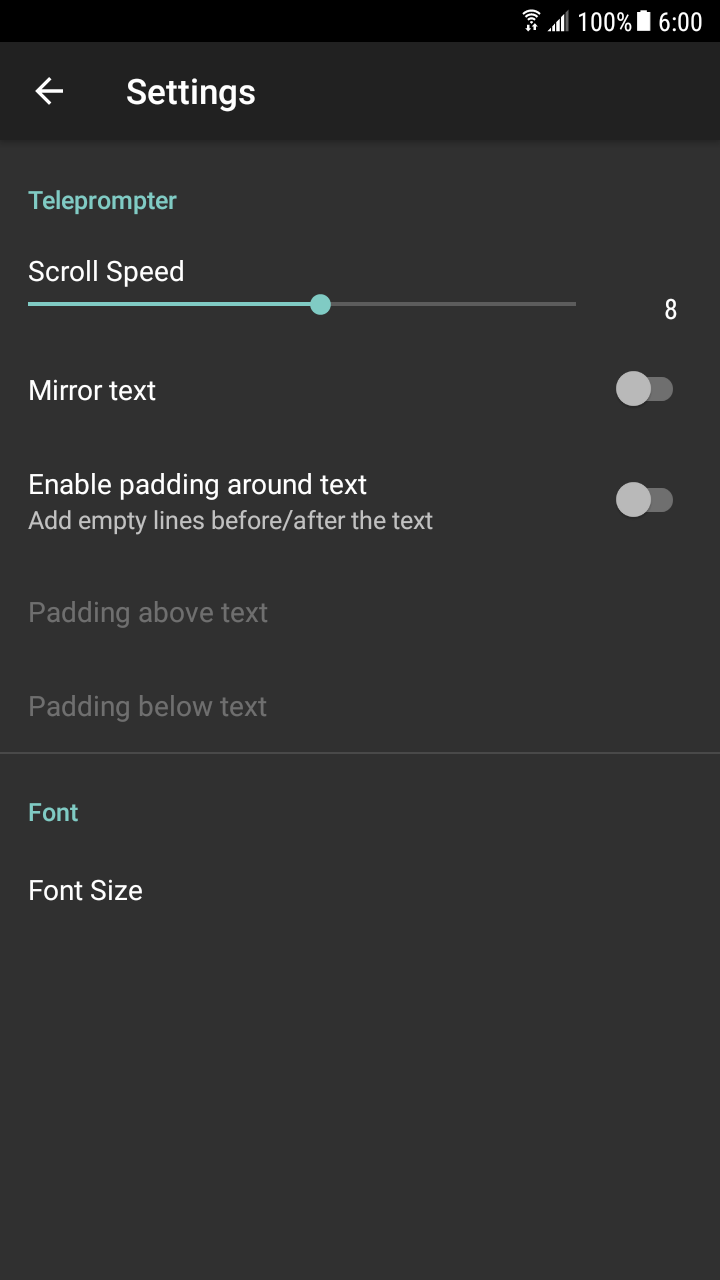 100% 6:00
Settings
Teleprompter
Scroll Speed
8
Mirror text
Enable padding around text
Add empty lines before/after the text
Padding above text
Padding below text
Font
Font Size